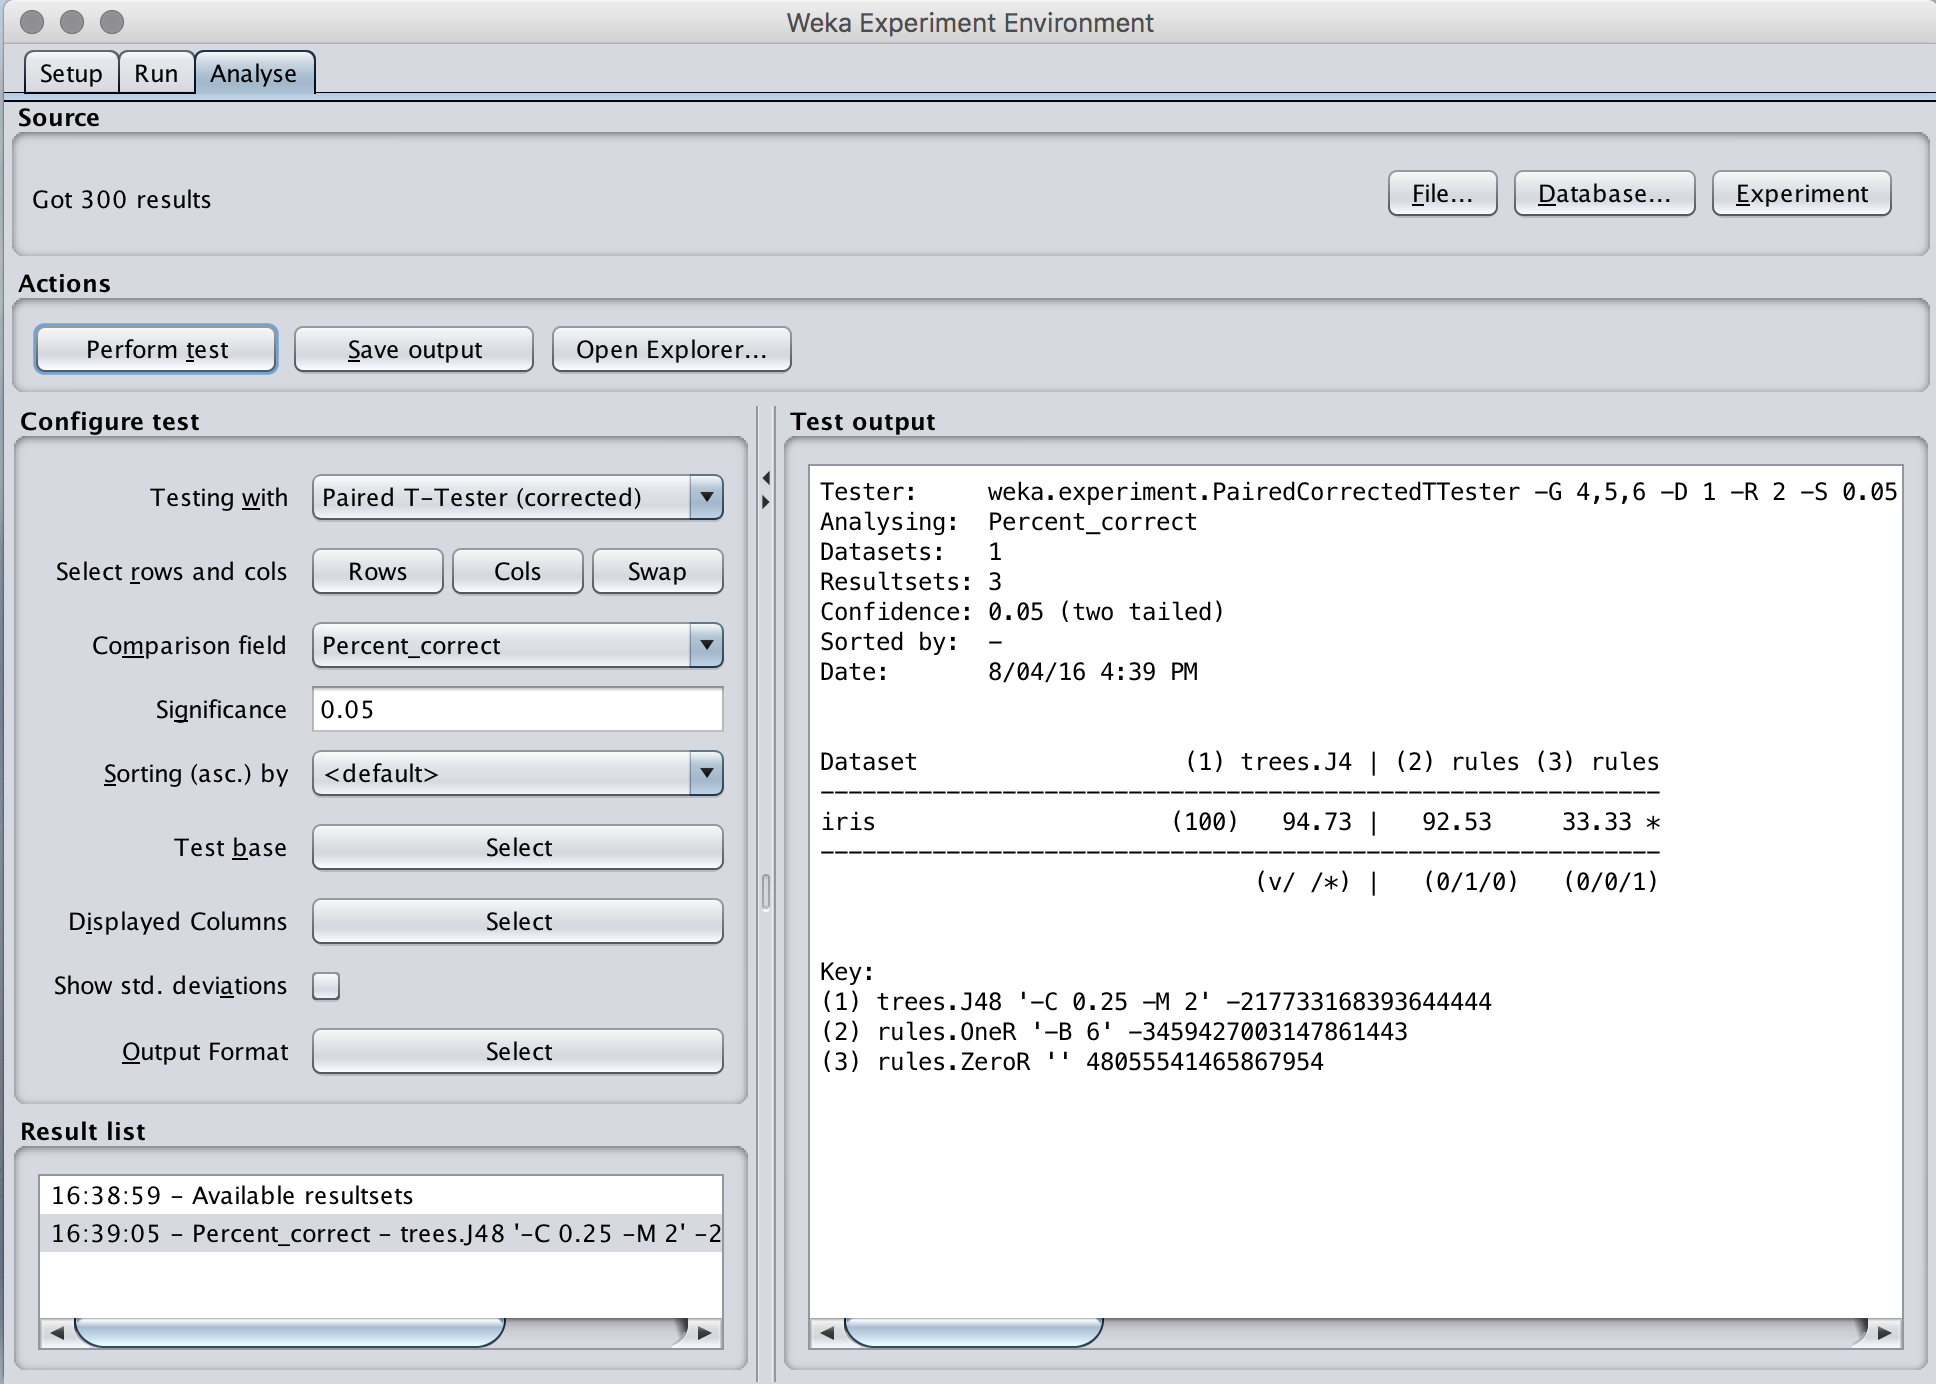 Weka Experiment Environment
Setup Run Analyse
Source
Got 300 results File... Database... Experiment
Actions
Perform test Save output Open Explorer...
Configure test
Testing with Paired T-Tester (corrected)
Select rows and cols Rows Cols Swap
Comparison field Percent_correct
Significance 0.05
Sorting (asc.) by <default>
Test base Select
Displayed Columns Select
Show std. deviations
Output Format Select
Result list
16:38:59 - Available resultsets
16:39:05 - Percent_correct - trees.J48 '-C 0.25 -M 2' -2
Test output
Tester: weka.experiment.PairedCorrectedTTester -G 4,5,6 -D 1 -R 2 -S 0.05
Analysing: Percent_correct
Datasets: 1
Resultsets: 3
Confidence: 0.05 (two tailed)
Sorted by: -
Date: 8/04/16 4:39 PM
Dataset (1) trees.J4 | (2) rules (3) rules
------------------------------------------------------------
iris (100) 94.73 | 92.53 33.33 *
------------------------------------------------------------
(v/ /*) | (0/1/0) (0/0/1)
Key:
(1) trees.J48 '-C 0.25 -M 2' -217733168393644444
(2) rules.OneR '-B 6' -3459427003147861443
(3) rules.ZeroR '' 48055541465867954